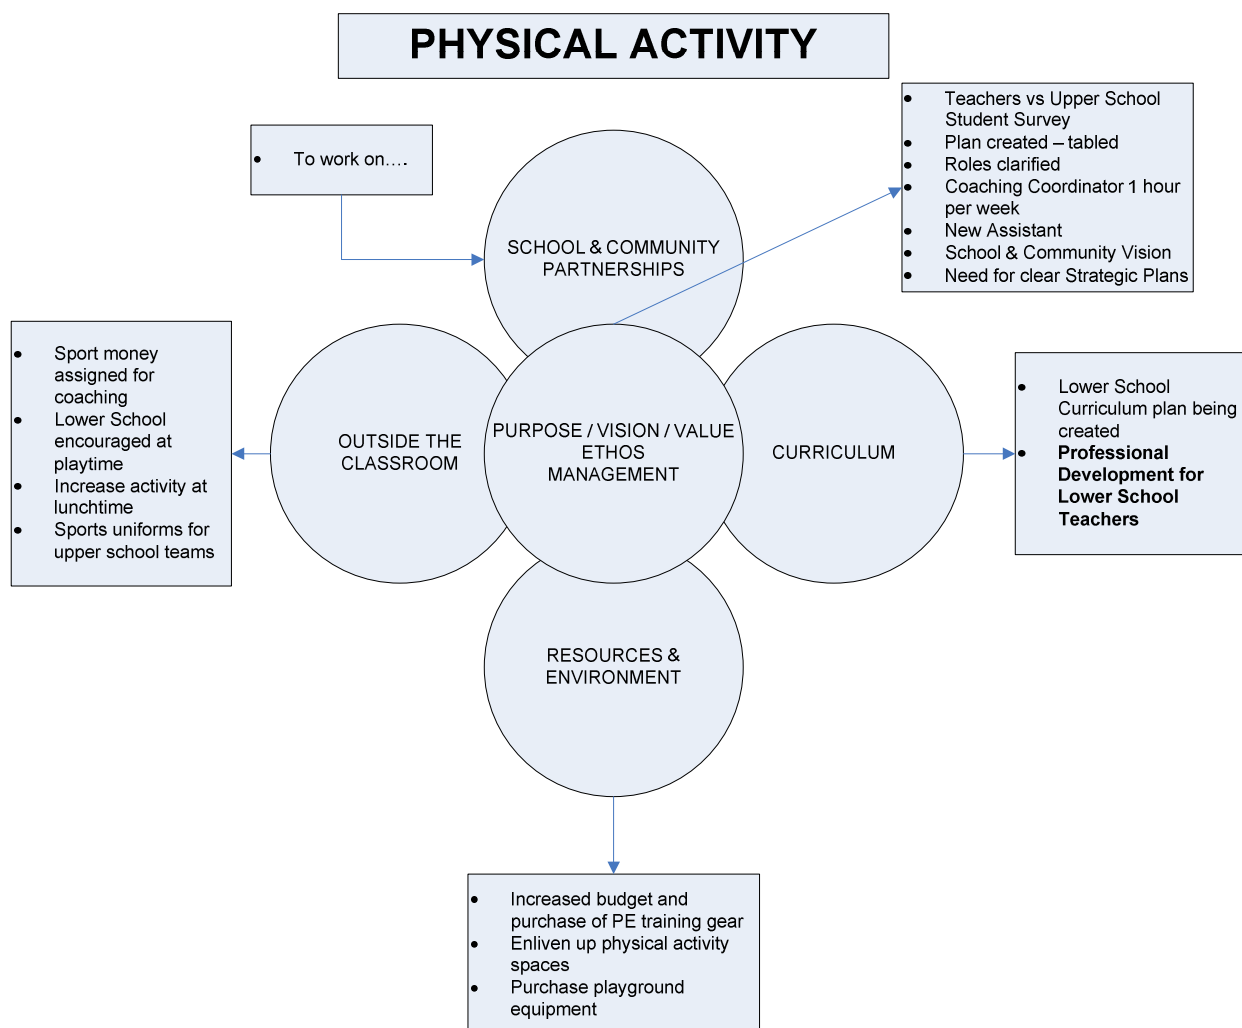 PHYSICAL ACTIVITY
• To work on….
• Teachers vs Upper School
Student Survey
• Plan created – tabled
• Roles clarified
• Coaching Coordinator 1 hour
per week
• New Assistant
• School & Community Vision
• Need for clear Strategic Plans
SCHOOL & COMMUNITY
PARTNERSHIPS
• Sport money
assigned for
coaching
• Lower School
encouraged at
playtime
• Increase activity at
lunchtime
• Sports uniforms for
upper school teams
OUTSIDE THE
CLASSROOM
PURPOSE / VISION / VALUE
ETHOS
MANAGEMENT
CURRICULUM
• Lower School
Curriculum plan being
created
• Professional
Development for
Lower School
Teachers
RESOURCES &
ENVIRONMENT
• Increased budget and
purchase of PE training gear
• Enliven up physical activity
spaces
• Purchase playground
equipment